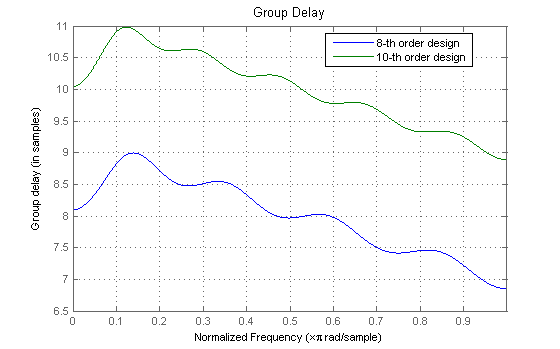 Group Delay
11
10.5
10
9.5
9
8.5
8
7.5
7
6.5
Group delay (in samples)
8-th order design
10-th order design
0 0.1 0.2 0.3 0.4 0.5 0.6 0.7 0.8 0.9
Normalized Frequency (×π rad/sample)